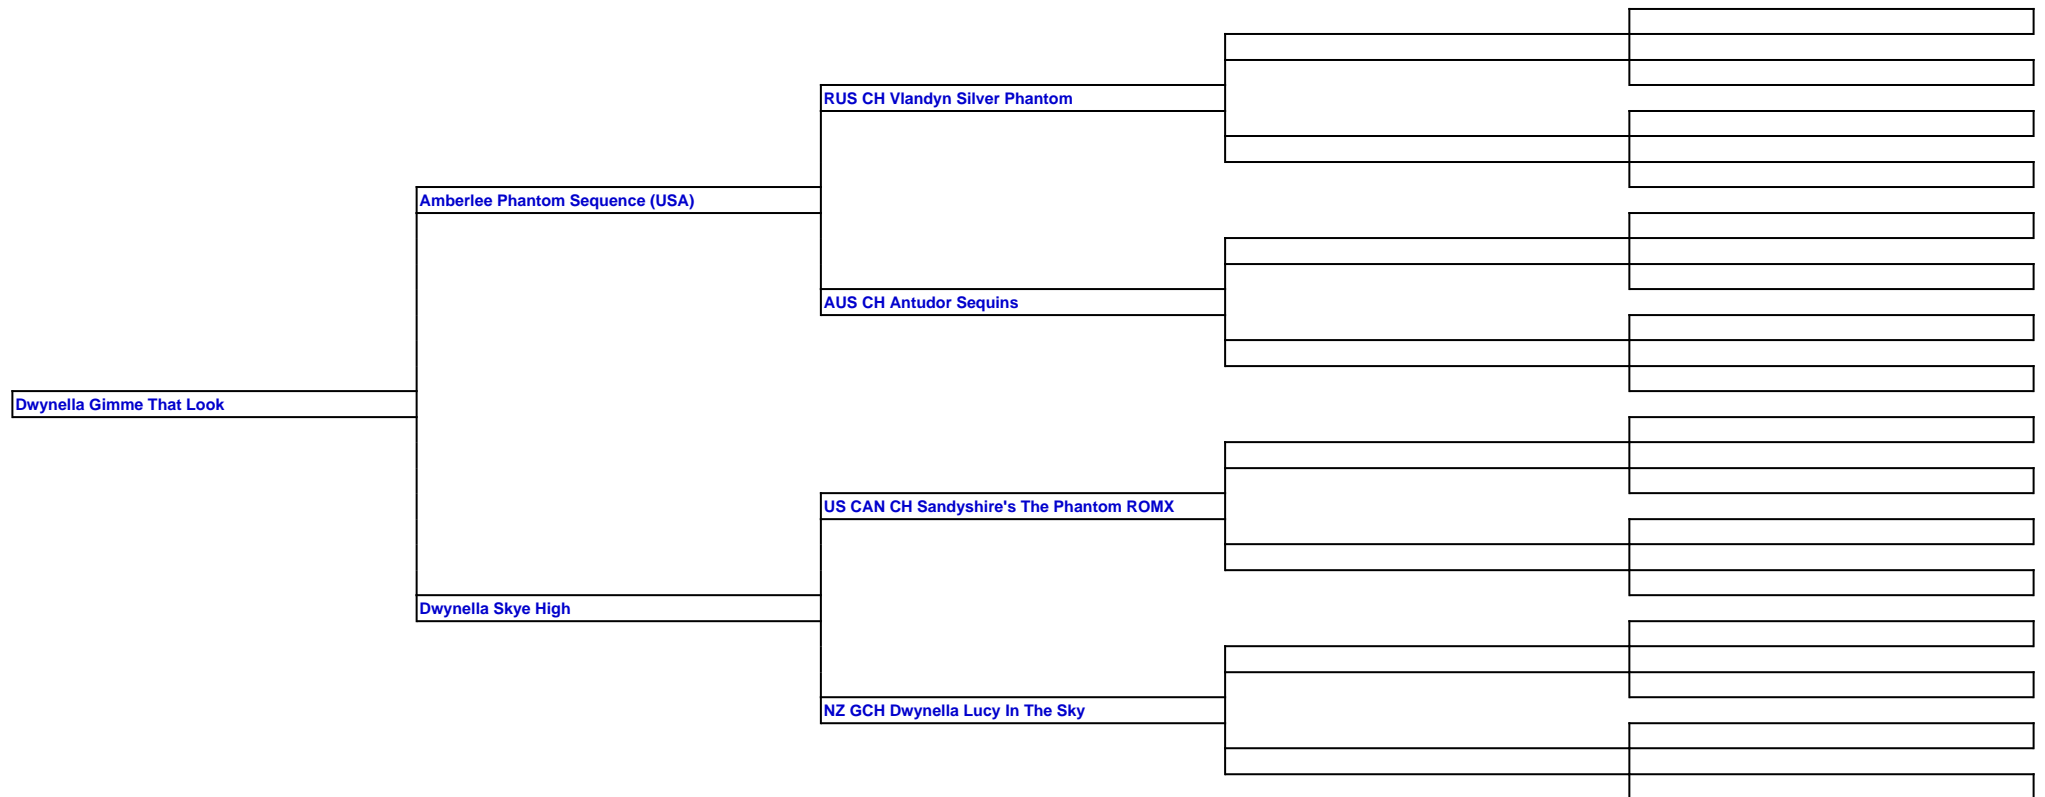 RUS CH Vlandyn Silver Phantom
Amberlee Phantom Sequence (USA)
AUS CH Antudor Sequins
Dwynella Gimme That Look
US CAN CH Sandyshire's The Phantom ROMX
Dwynella Skye High
NZ GCH Dwynella Lucy In The Sky